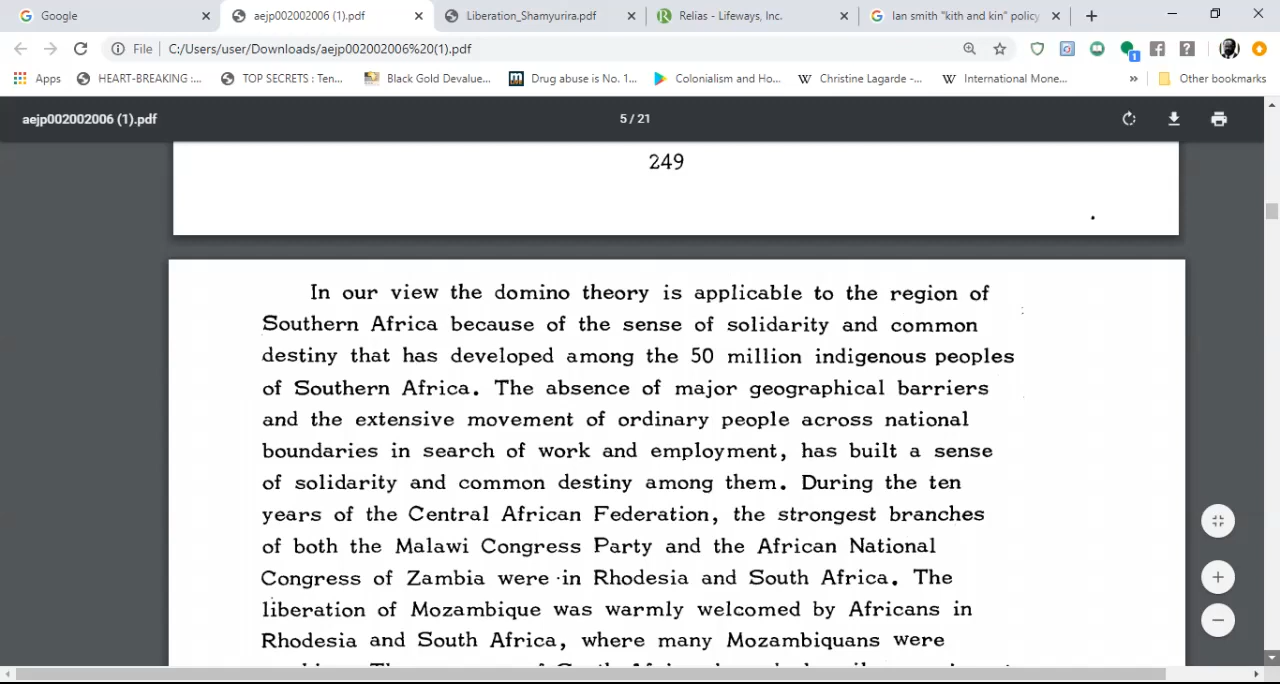 Google
aejp002002006 (1).pdf
Liberation_Shamyurira.pdf
Relias - Lifeways, Inc.
Ian smith "kith and kin" policy
File
C:/Users/user/Downloads/aejp002002006%20(1).pdf
1
Apps
HEART-BREAKING :...
TOP SECRETS : Ten...
Black Gold Devalue...
Drug abuse is No. 1...
Colonialism and Ho...
Christine Lagarde -...
International Mone...
»
Other bookmarks
aejp002002006 (1).pdf
5 / 21
249
In our view the domino theory is applicable to the region of
Southern Africa because of the sense of solidarity and common
destiny that has developed among the 50 million indigenous peoples
of Southern Africa. The absence of major geographical barriers
and the extensive movement of ordinary people across national
boundaries in search of work and employment, has built a sense
of solidarity and common destiny among them. During the ten
years of the Central African Federation, the strongest branches
of both the Malawi Congress Party and the African National
Congress of Zambia were in Rhodesia and South Africa. The
liberation of Mozambique was warmly welcomed by Africans in
Rhodesia and South Africa, where many Mozambiquans were